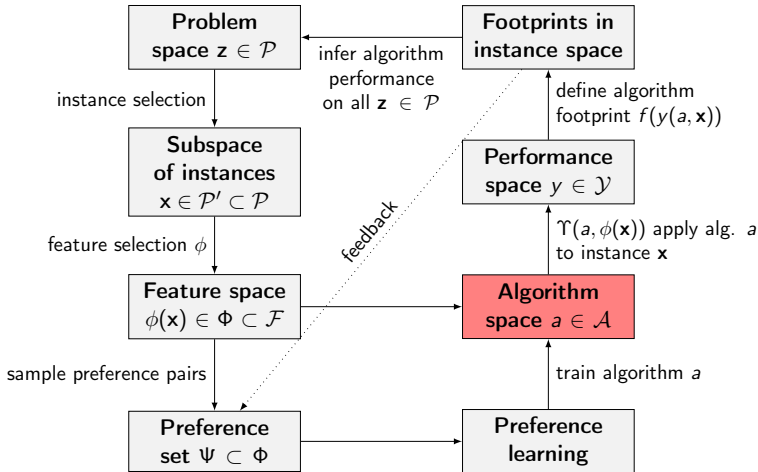 Problem
space z ∈ 𝒫
Footprints in
instance space
infer algorithm
performance
on all z ∈ 𝒫
instance selection
define algorithm
footprint f(y(a, x))
Subspace
of instances
x ∈ 𝒫′ ⊂ 𝒫
Performance
space y ∈ 𝒴
feature selection ϕ
feedback
Υ(a, ϕ(x)) apply alg. a
to instance x
Feature space
ϕ(x) ∈ Φ ⊂ ℱ
Algorithm
space a ∈ 𝒜
sample preference pairs
train algorithm a
Preference
set Ψ ⊂ Φ
Preference
learning